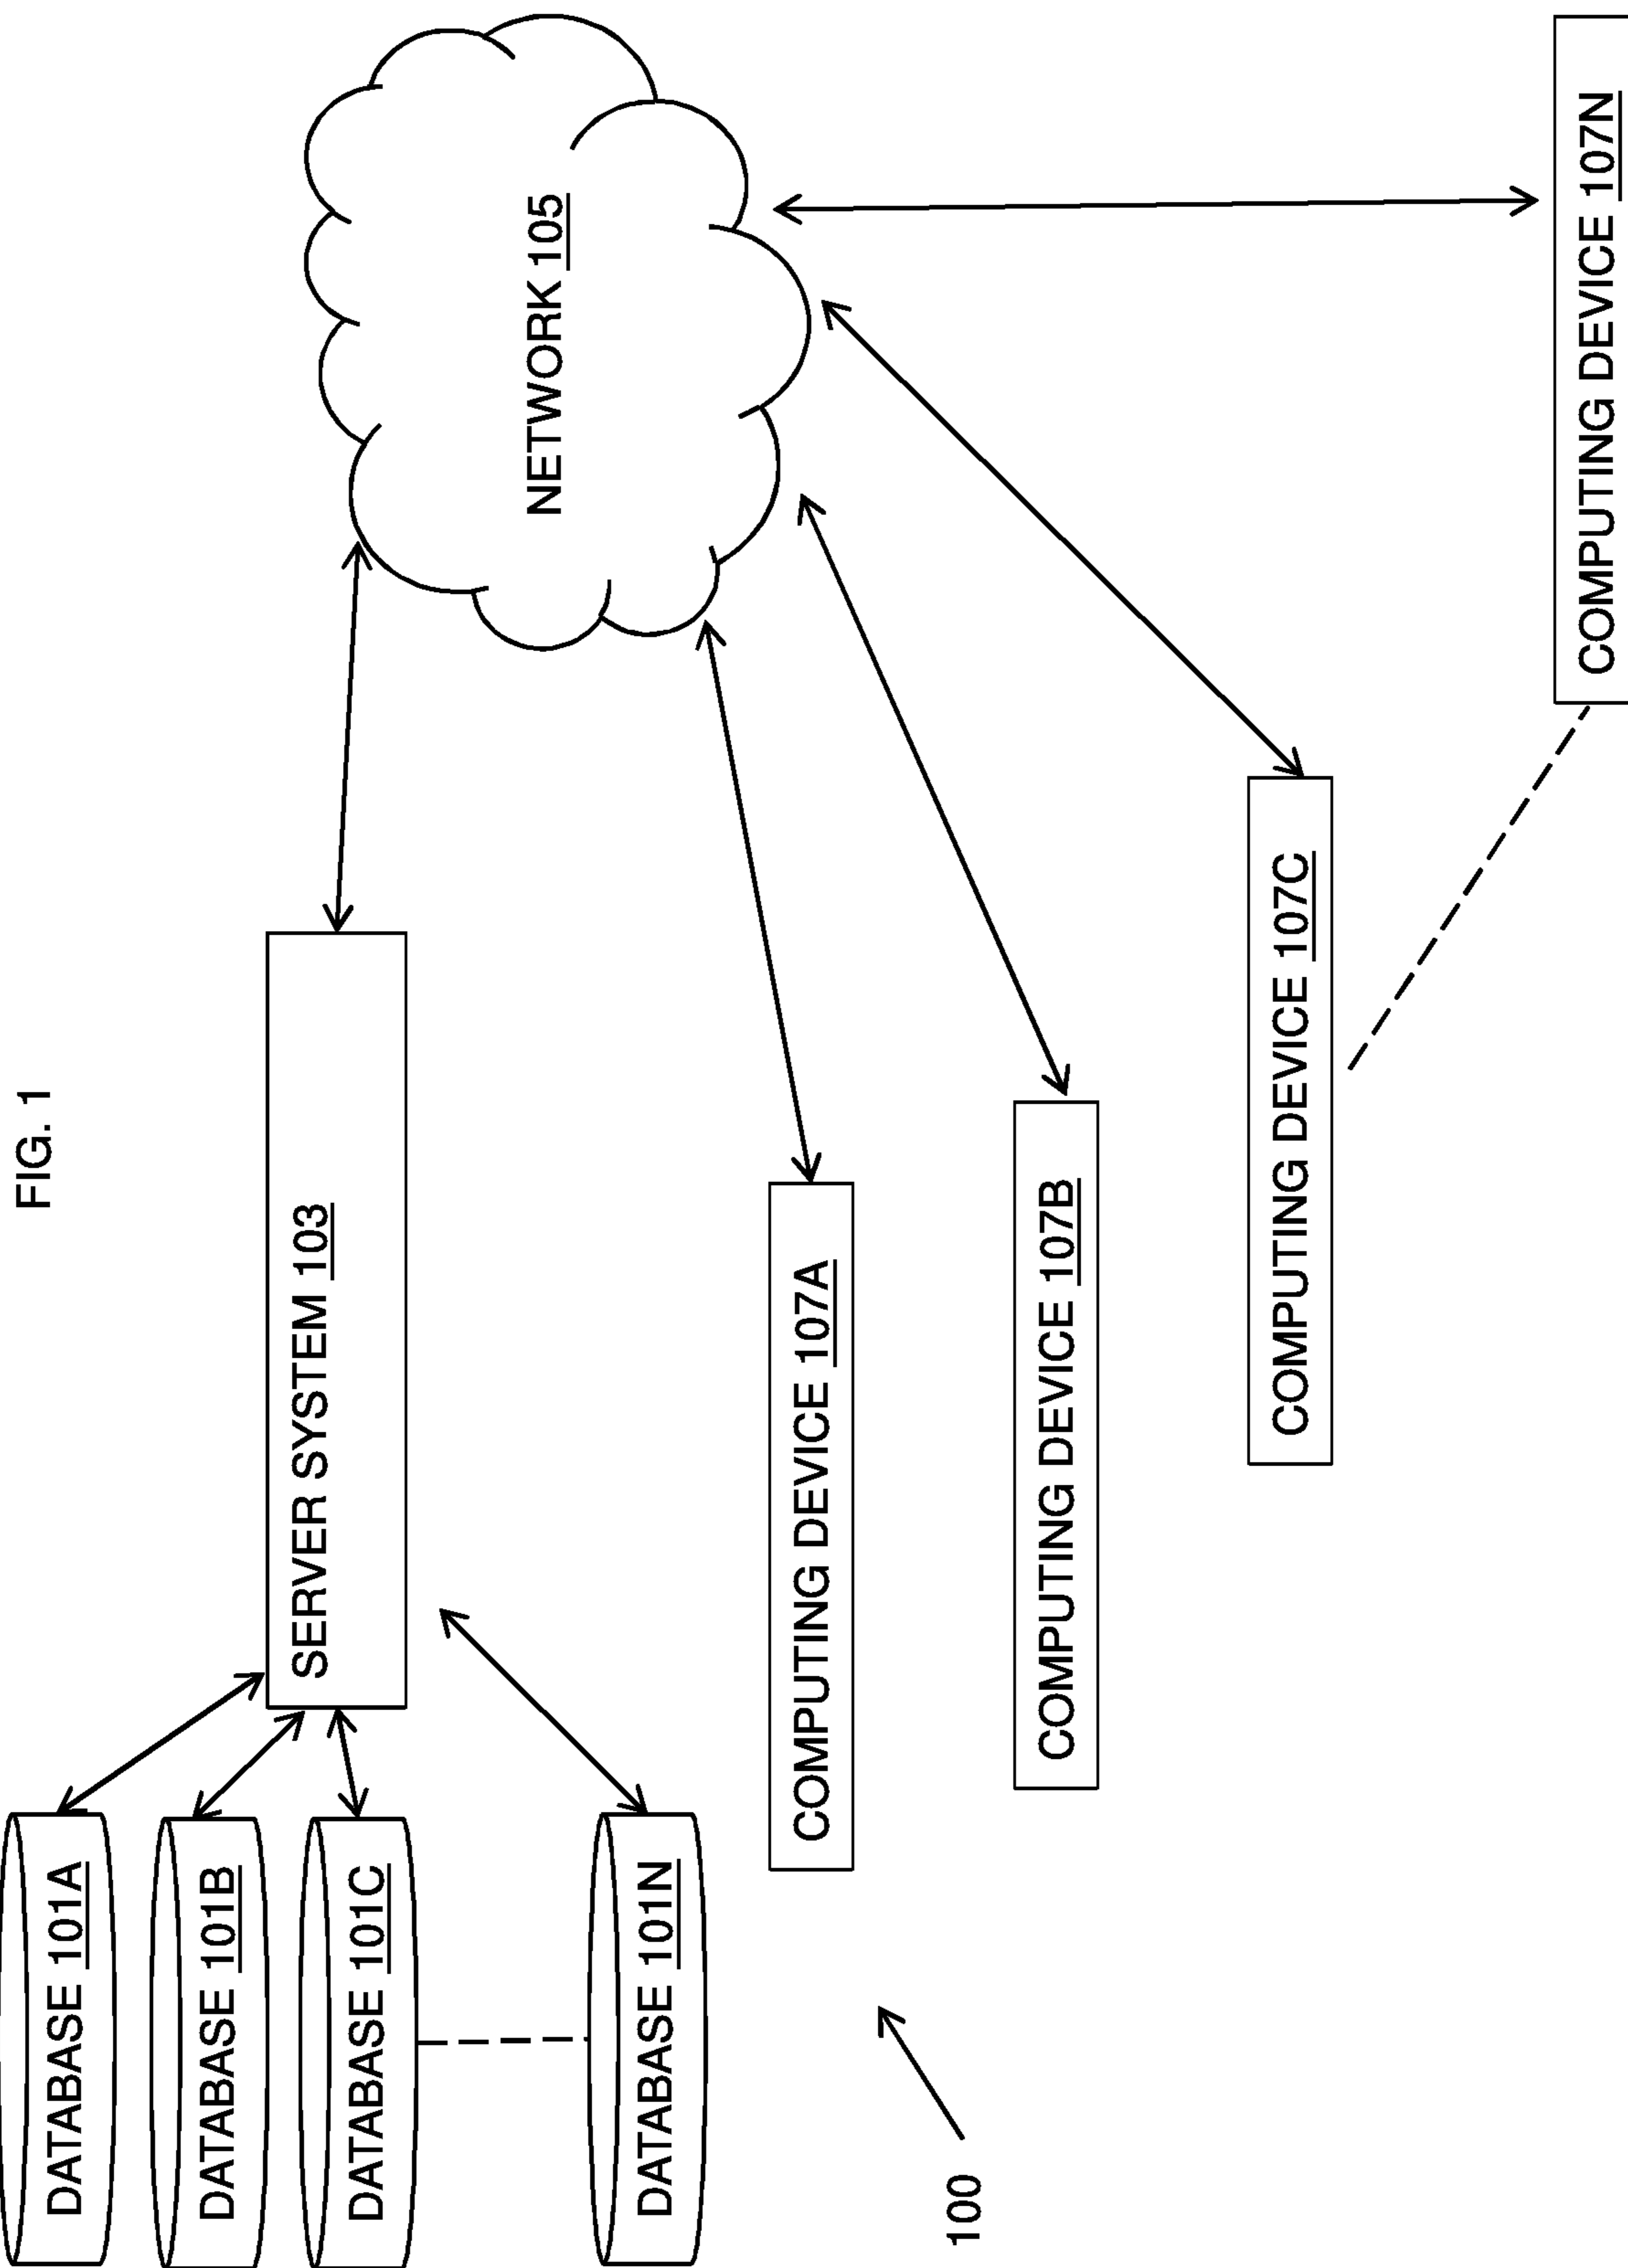 FIG. 1
DATABASE 101A
DATABASE 101B
DATABASE 101C
DATABASE 101N
SERVER SYSTEM 103
NETWORK 105
COMPUTING DEVICE 107A
COMPUTING DEVICE 107B
COMPUTING DEVICE 107C
COMPUTING DEVICE 107N
100